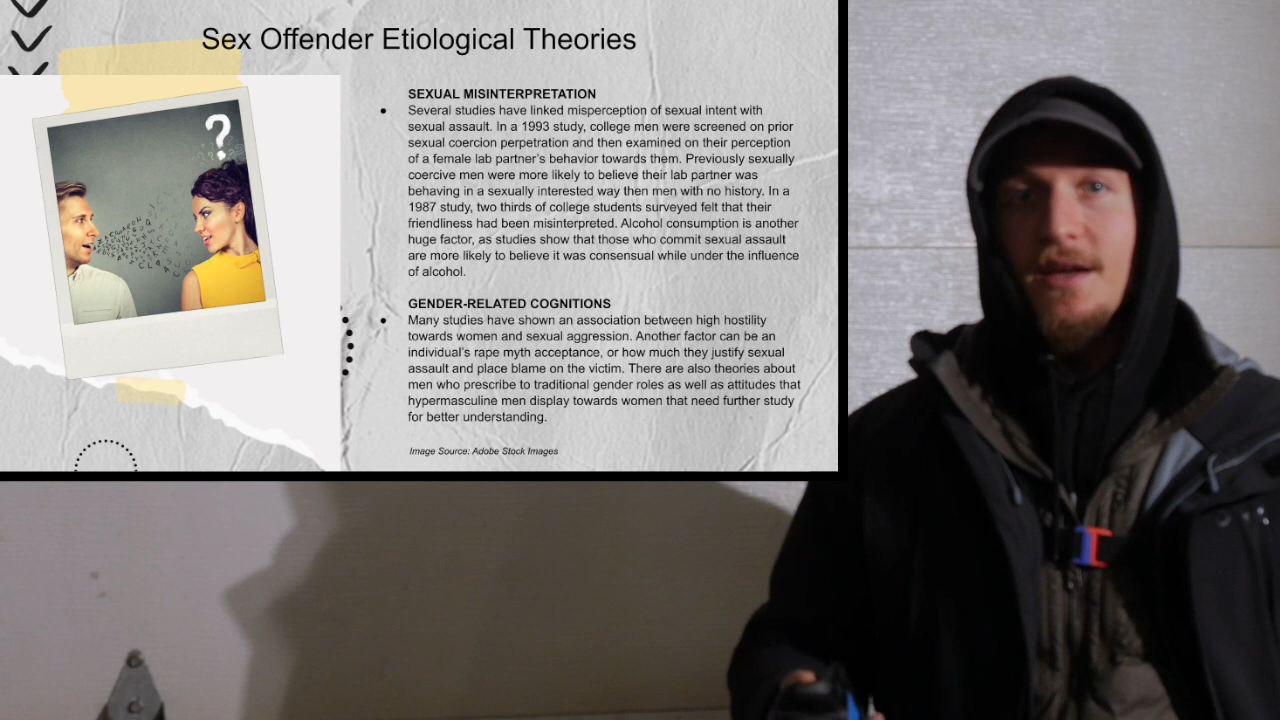 Sex Offender Etiological Theories
SEXUAL MISINTERPRETATION
● Several studies have linked misperception of sexual intent with
sexual assault. In a 1993 study, college men were screened on prior
sexual coercion perpetration and then examined on their perception
of a female lab partner's behavior towards them. Previously sexually
coercive men were more likely to believe their lab partner was
behaving in a sexually interested way then men with no history. In a
1987 study, two thirds of college students surveyed felt that their
friendliness had been misinterpreted. Alcohol consumption is another
huge factor, as studies show that those who commit sexual assault
are more likely to believe it was consensual while under the influence
of alcohol.
GENDER-RELATED COGNITIONS
● Many studies have shown an association between high hostility
towards women and sexual aggression. Another factor can be an
individual's rape myth acceptance, or how much they justify sexual
assault and place blame on the victim. There are also theories about
men who prescribe to traditional gender roles as well as attitudes that
hypermasculine men display towards women that need further study
for better understanding.
Image Source: Adobe Stock Images
?